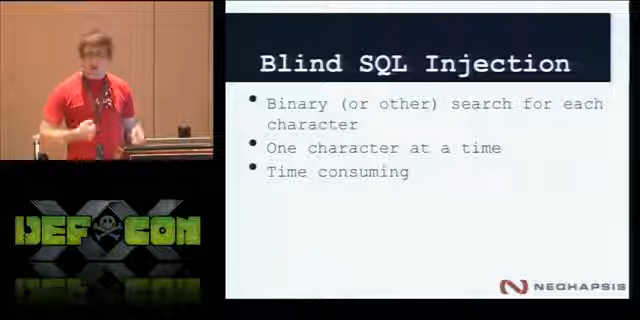 Blind SQL Injection
Binary (or other) search for each
character
One character at a time
Time consuming
DEF CON
XX
NEOHAPSIS